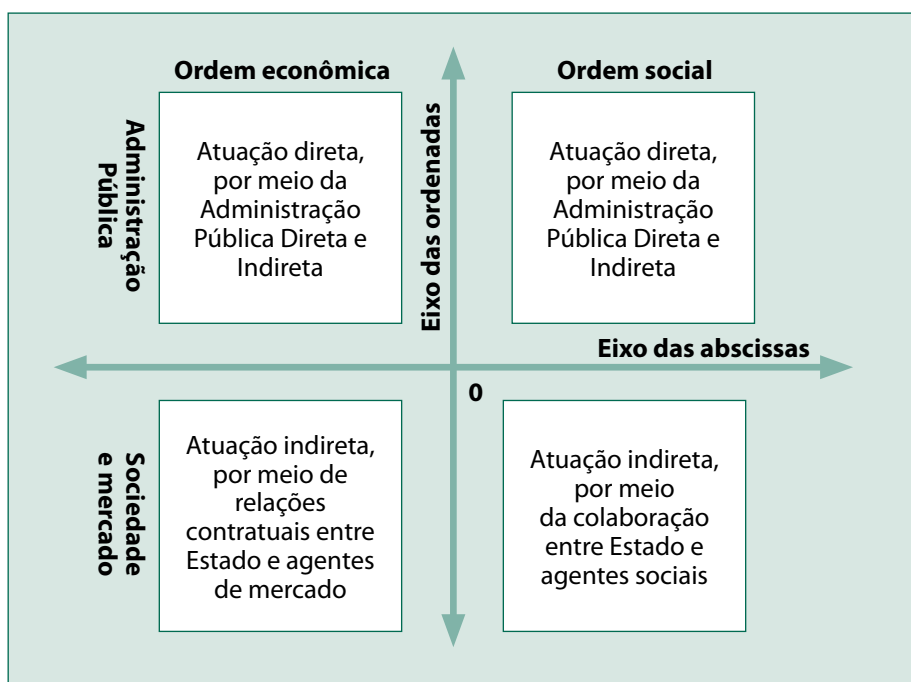 Ordem econômica
Ordem social
Administração
Pública
Atuação direta,
por meio da
Administração
Pública Direta e
Indireta
Eixo das ordenadas
Atuação direta,
por meio da
Administração
Pública Direta e
Indireta
Eixo das abscissas
0
Sociedade
e mercado
Atuação indireta,
por meio de
relações
contratuais entre
Estado e agentes
de mercado
Atuação indireta,
por meio
da colaboração
entre Estado e
agentes sociais